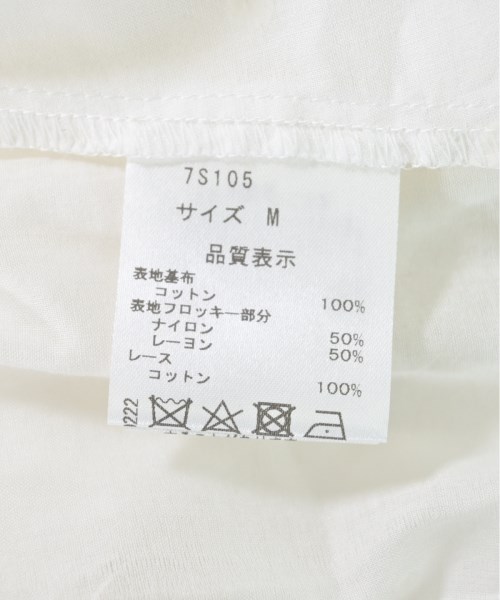 7S105
サイズ M
品質表示
表地基布
コットン 100%
表地フロッキー部分
ナイロン 50%
レーヨン 50%
レース
コットン 100%
0222